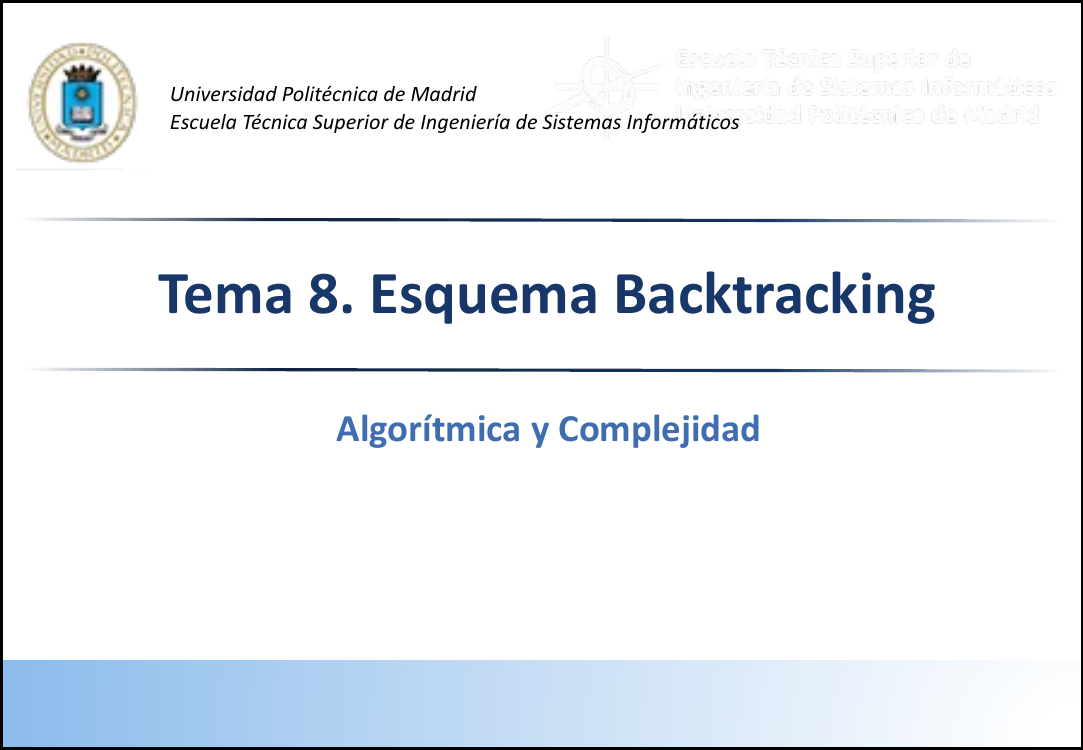 Universidad Politécnica de Madrid
Escuela Técnica Superior de Ingeniería de Sistemas Informáticos
Escuela Técnica Superior de
Ingeniería de Sistemas Informáticos
Universidad Politécnica de Madrid
Tema 8. Esquema Backtracking
Algorítmica y Complejidad